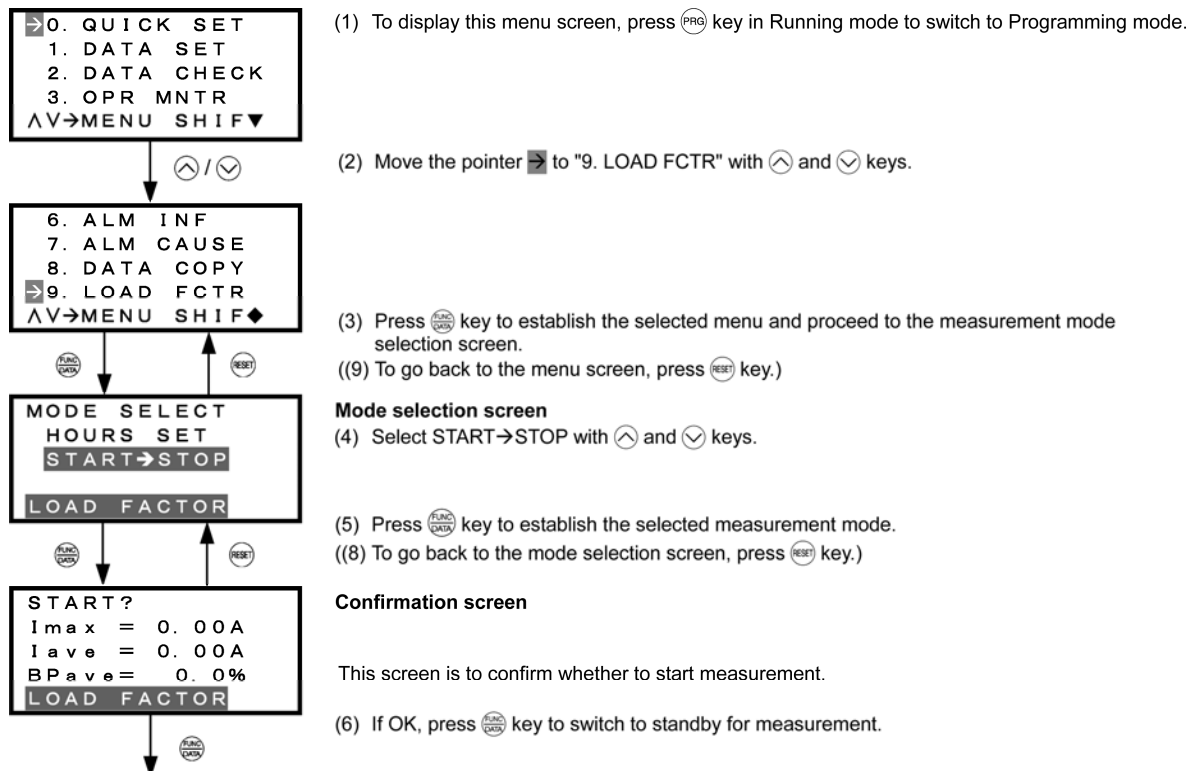 →0. QUICK SET
1. DATA SET
2. DATA CHECK
3. OPR MNTR
∧∨→MENU SHIF▼
(1) To display this menu screen, press PRG key in Running mode to switch to Programming mode.
∧ / ∨
(2) Move the pointer → to "9. LOAD FCTR" with ∧ and ∨ keys.
6. ALM INF
7. ALM CAUSE
8. DATA COPY
→9. LOAD FCTR
∧∨→MENU SHIF◆
(3) Press FUNC DATA key to establish the selected menu and proceed to the measurement mode
selection screen.
((9) To go back to the menu screen, press RESET key.)
FUNC DATA
RESET
MODE SELECT
HOURS SET
START→STOP
LOAD FACTOR
Mode selection screen
(4) Select START→STOP with ∧ and ∨ keys.
(5) Press FUNC DATA key to establish the selected measurement mode.
((8) To go back to the mode selection screen, press RESET key.)
FUNC DATA
RESET
START?
Imax = 0. 00A
Iave = 0. 00A
BPave= 0. 0%
LOAD FACTOR
Confirmation screen
This screen is to confirm whether to start measurement.
(6) If OK, press FUNC DATA key to switch to standby for measurement.
FUNC DATA